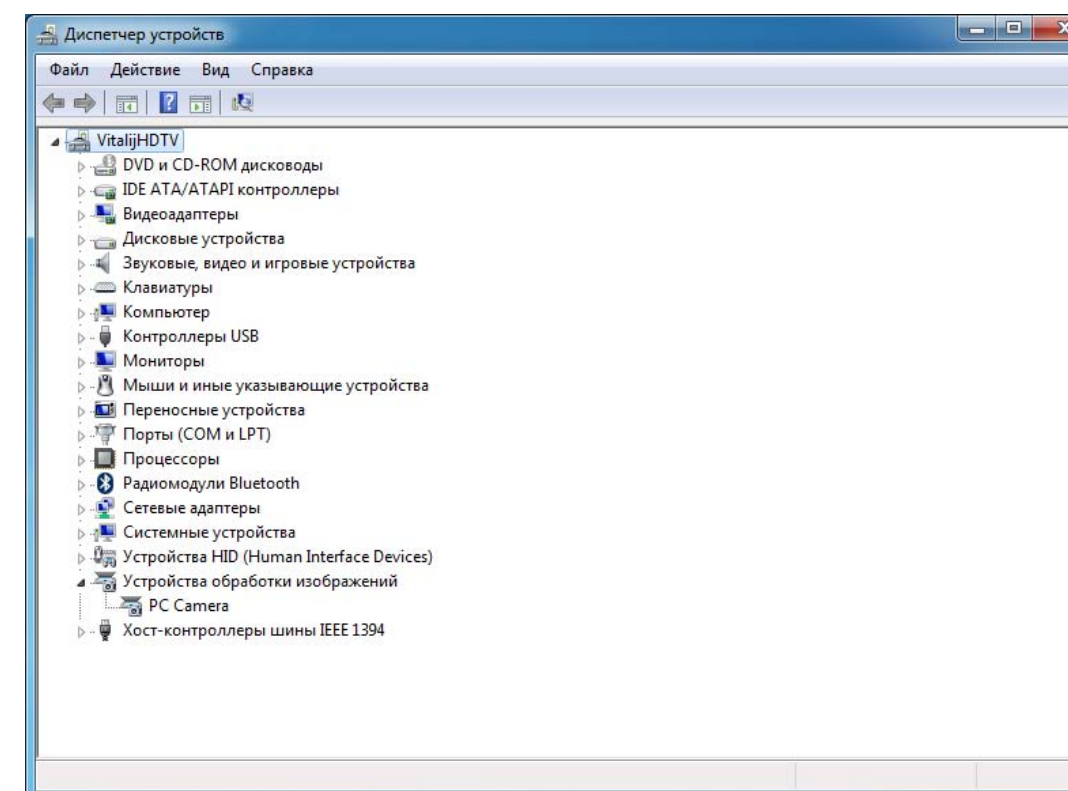 Диспетчер устройств
Файл Действие Вид Справка
VitalijHDTV
DVD и CD-ROM дисководы
IDE ATA/ATAPI контроллеры
Видеоадаптеры
Дисковые устройства
Звуковые, видео и игровые устройства
Клавиатуры
Компьютер
Контроллеры USB
Мониторы
Мыши и иные указывающие устройства
Переносные устройства
Порты (COM и LPT)
Процессоры
Радиомодули Bluetooth
Сетевые адаптеры
Системные устройства
Устройства HID (Human Interface Devices)
Устройства обработки изображений
PC Camera
Хост-контроллеры шины IEEE 1394